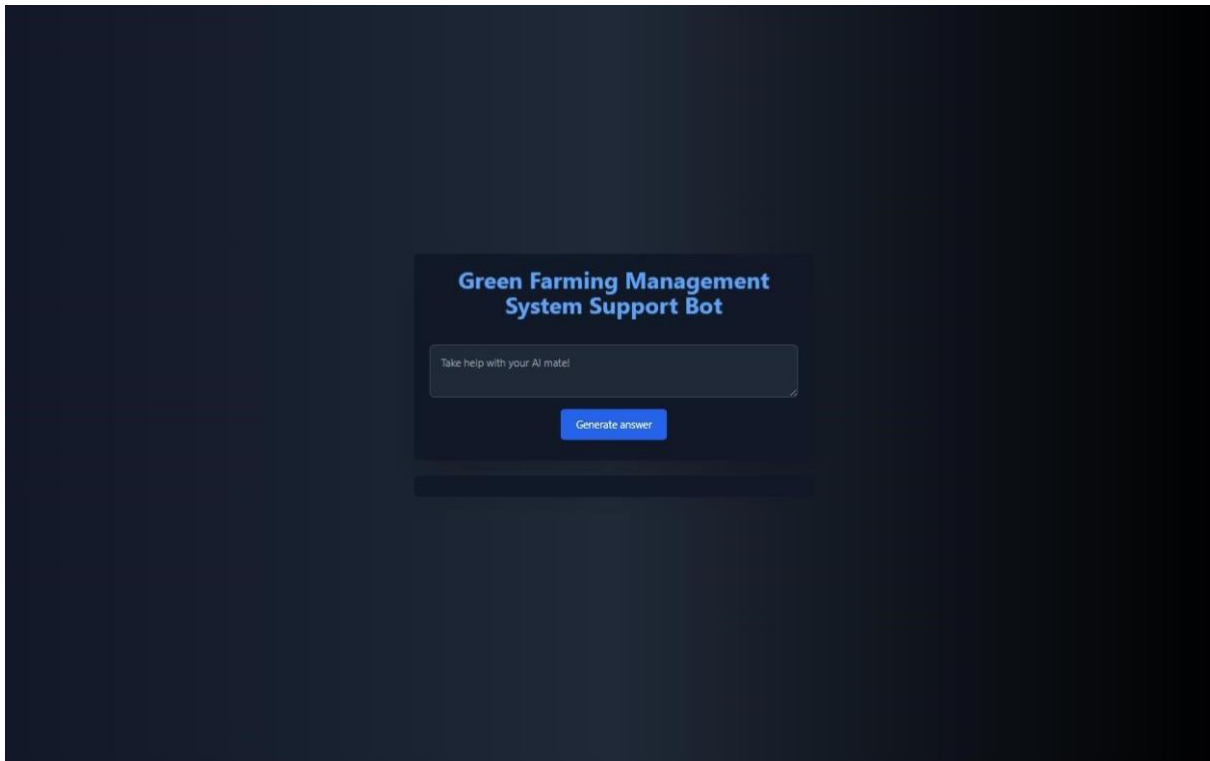 Green Farming Management
System Support Bot
Take help with your AI mate!
Generate answer